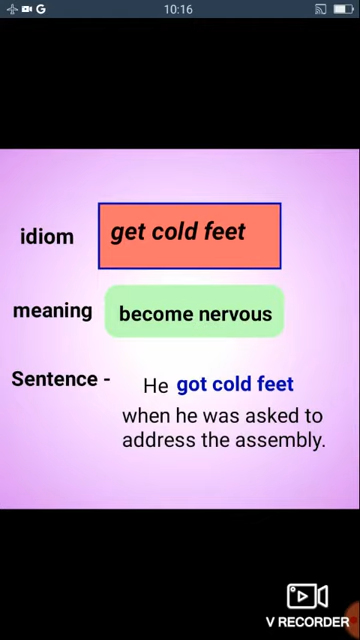 10:16
idiom
get cold feet
meaning
become nervous
Sentence -
He got cold feet
when he was asked to
address the assembly.
V RECORDER